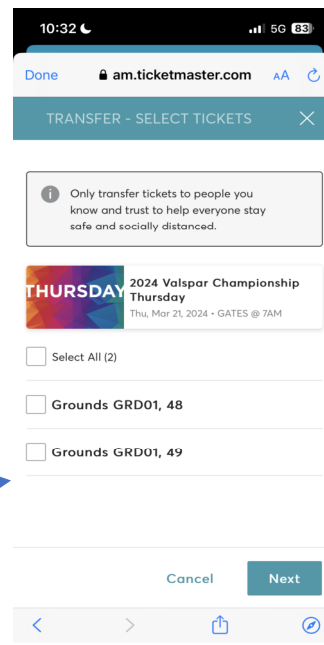 10:32 5G 83
Done am.ticketmaster.com AA
TRANSFER - SELECT TICKETS
Only transfer tickets to people you
know and trust to help everyone stay
safe and socially distanced.
THURSDAY
2024 Valspar Championship
Thursday
Thu, Mar 21, 2024 • GATES @ 7AM
Select All (2)
Grounds GRD01, 48
Grounds GRD01, 49
Cancel Next